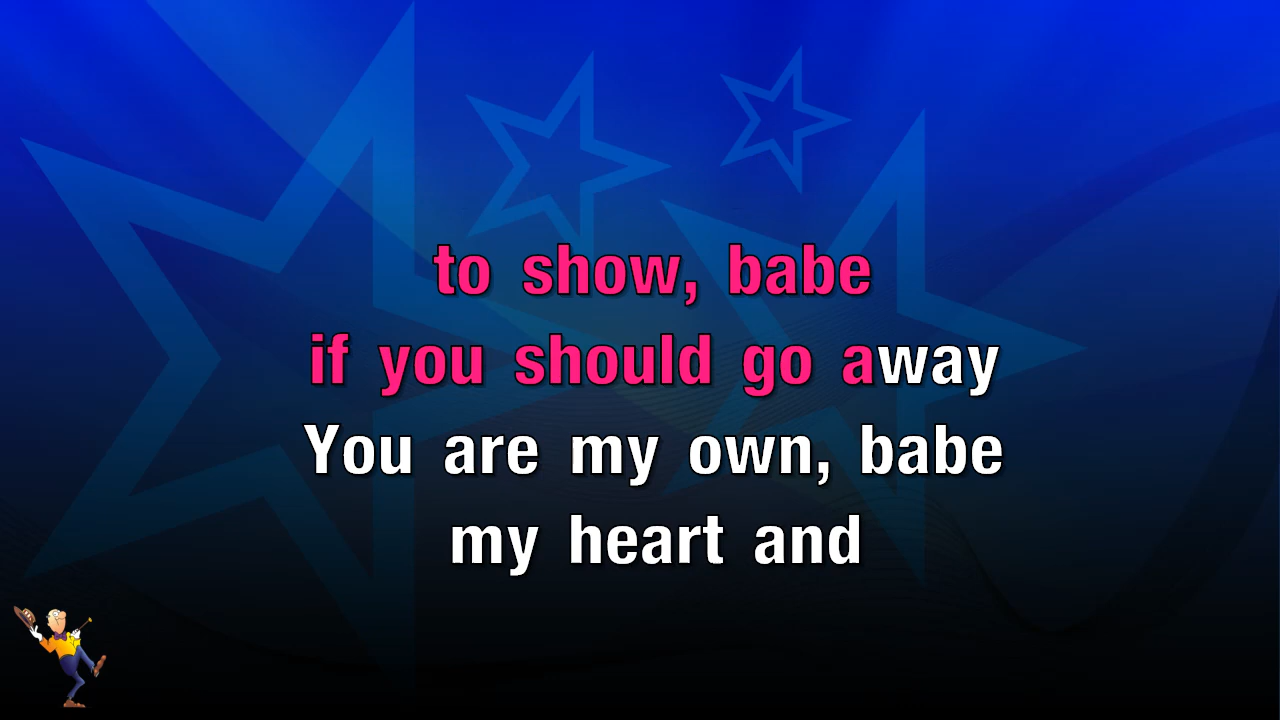 to show, babe
if you should go away
You are my own, babe
my heart and